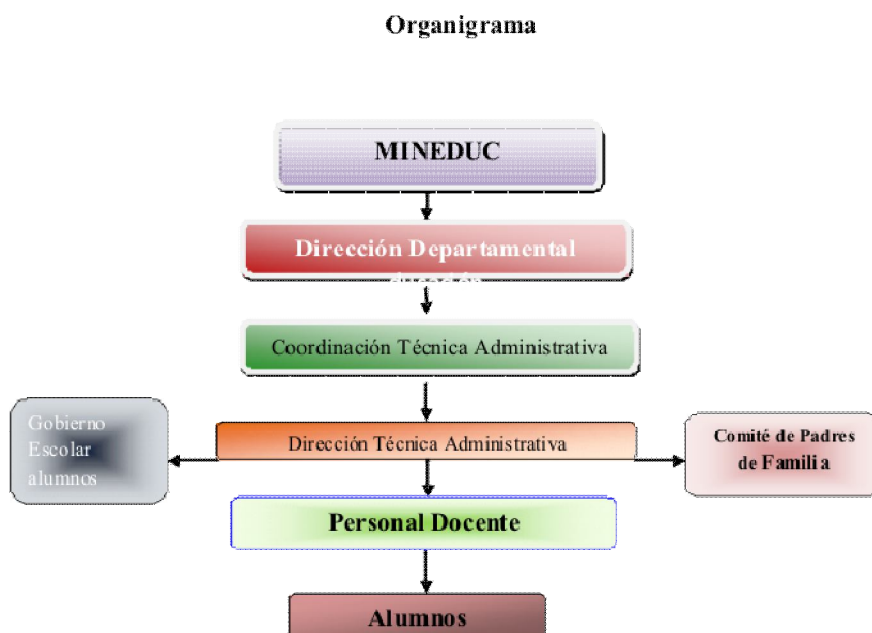 Organigrama
MINEDUC
Dirección Departamental
Coordinación Técnica Administrativa
Gobierno
Escolar
alumnos
Dirección Técnica Administrativa
Comité de Padres
de Familia
Personal Docente
Alumnos